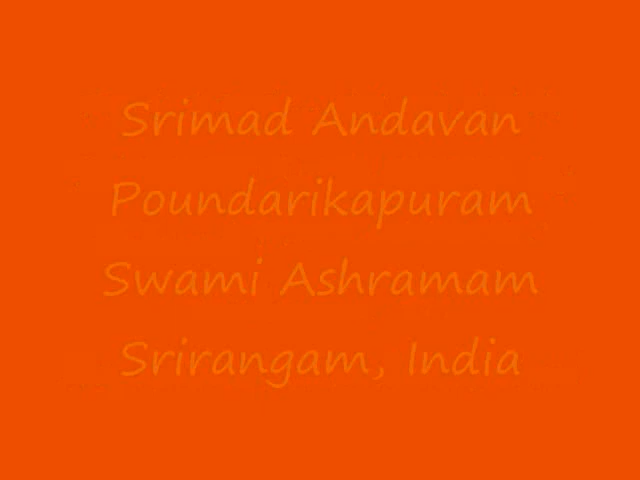 Srimad Andavan
Poundarikapuram
Swami Ashramam
Srirangam, India